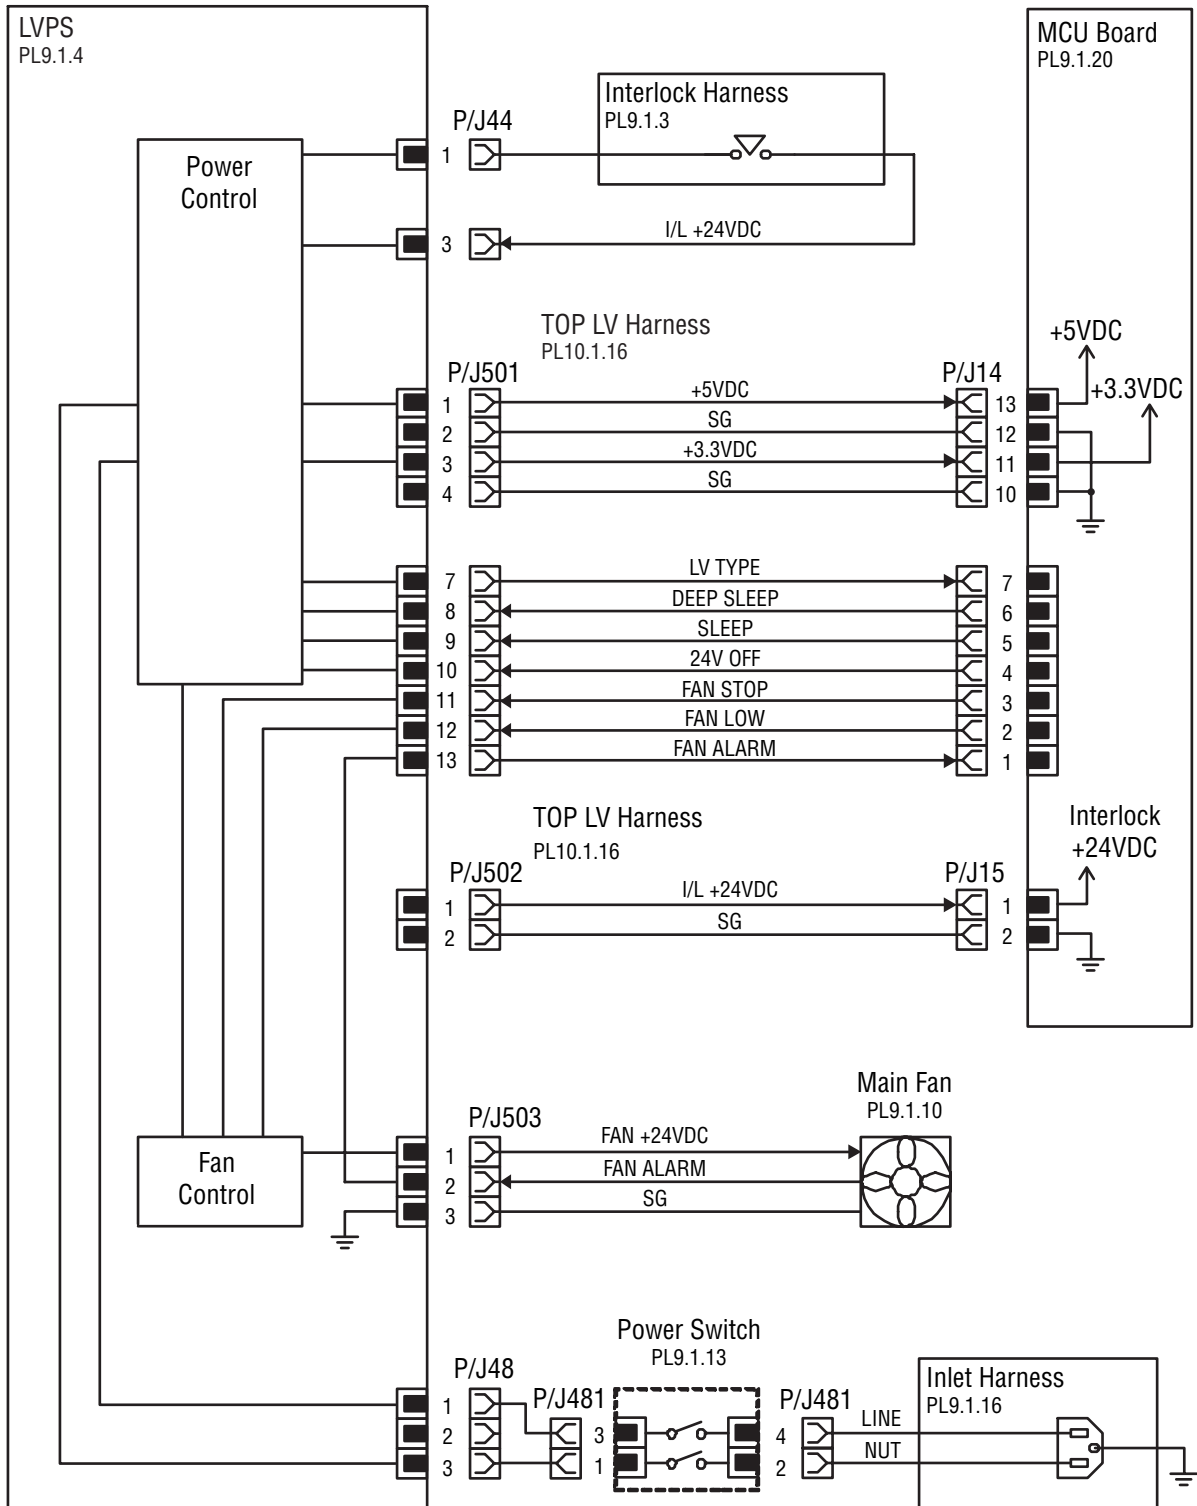 LVPS
PL9.1.4
MCU Board
PL9.1.20
Interlock Harness
PL9.1.3
P/J44
Power
Control
1
3
I/L +24VDC
TOP LV Harness
PL10.1.16
+5VDC
+3.3VDC
P/J501
P/J14
1
+5VDC
13
2
SG
12
3
+3.3VDC
11
4
SG
10
7
LV TYPE
7
8
DEEP SLEEP
6
9
SLEEP
5
10
24V OFF
4
11
FAN STOP
3
12
FAN LOW
2
13
FAN ALARM
1
TOP LV Harness
PL10.1.16
Interlock
+24VDC
P/J502
P/J15
1
I/L +24VDC
1
2
SG
2
Main Fan
PL9.1.10
P/J503
Fan
Control
1
FAN +24VDC
2
FAN ALARM
3
SG
Power Switch
PL9.1.13
P/J48
P/J481
P/J481
Inlet Harness
PL9.1.16
1
2
3
3
1
4
2
LINE
NUT